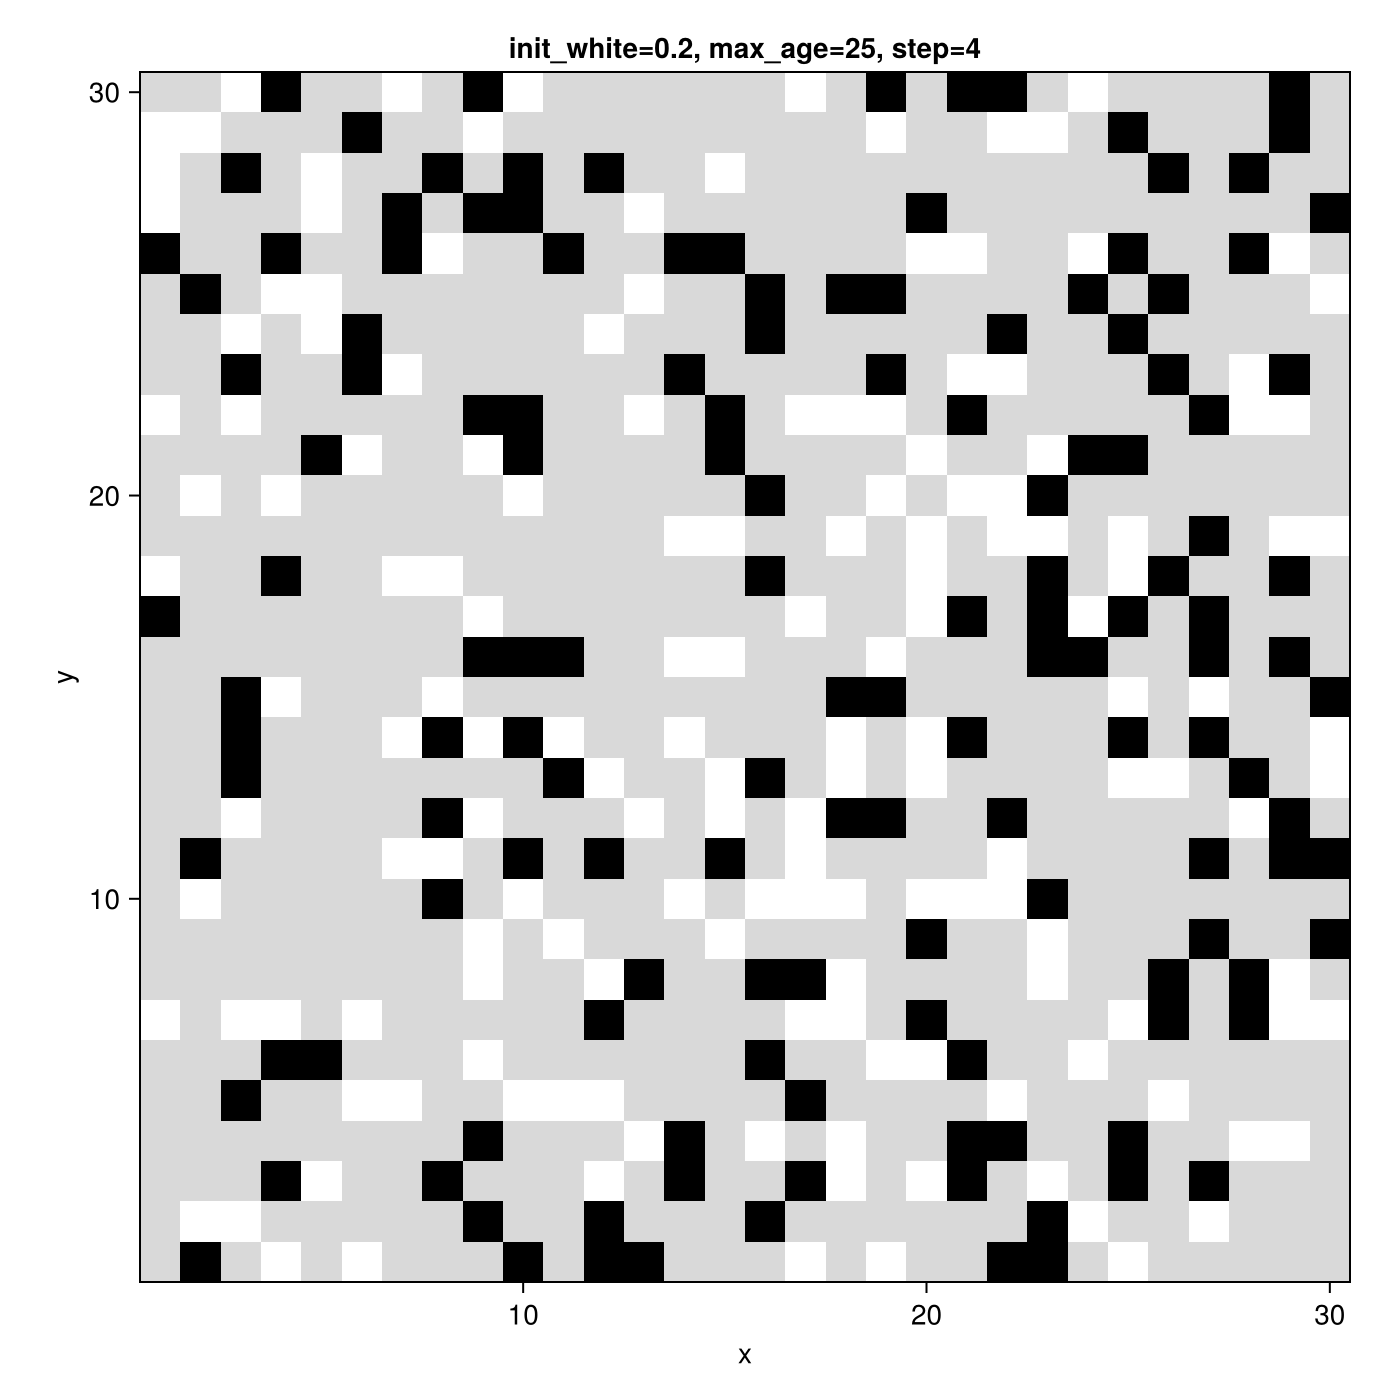 init_white=0.2, max_age=25, step=4
30
20
10
y
10 20 30
x